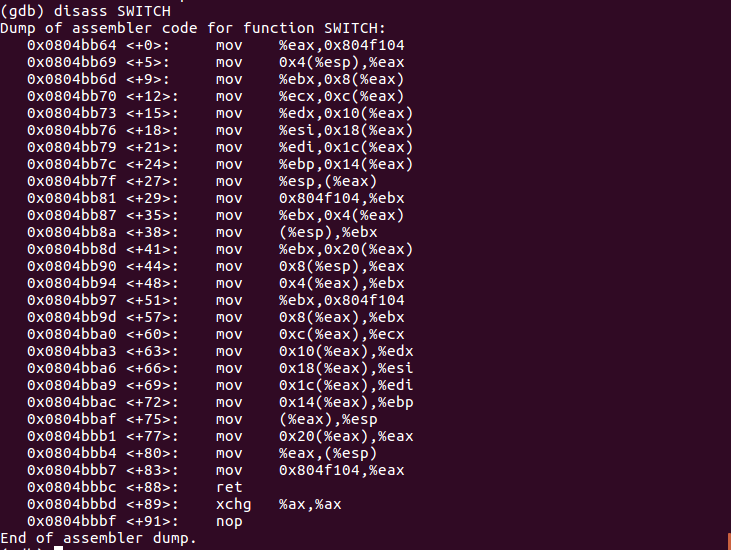 (gdb) disass SWITCH
Dump of assembler code for function SWITCH:
   0x0804bb64 <+0>:     mov    %eax,0x804f104
   0x0804bb69 <+5>:     mov    0x4(%esp),%eax
   0x0804bb6d <+9>:     mov    %ebx,0x8(%eax)
   0x0804bb70 <+12>:    mov    %ecx,0xc(%eax)
   0x0804bb73 <+15>:    mov    %edx,0x10(%eax)
   0x0804bb76 <+18>:    mov    %esi,0x18(%eax)
   0x0804bb79 <+21>:    mov    %edi,0x1c(%eax)
   0x0804bb7c <+24>:    mov    %ebp,0x14(%eax)
   0x0804bb7f <+27>:    mov    %esp,(%eax)
   0x0804bb81 <+29>:    mov    0x804f104,%ebx
   0x0804bb87 <+35>:    mov    %ebx,0x4(%eax)
   0x0804bb8a <+38>:    mov    (%esp),%ebx
   0x0804bb8d <+41>:    mov    %ebx,0x20(%eax)
   0x0804bb90 <+44>:    mov    0x8(%esp),%eax
   0x0804bb94 <+48>:    mov    0x4(%eax),%ebx
   0x0804bb97 <+51>:    mov    %ebx,0x804f104
   0x0804bb9d <+57>:    mov    0x8(%eax),%ebx
   0x0804bba0 <+60>:    mov    0xc(%eax),%ecx
   0x0804bba3 <+63>:    mov    0x10(%eax),%edx
   0x0804bba6 <+66>:    mov    0x18(%eax),%esi
   0x0804bba9 <+69>:    mov    0x1c(%eax),%edi
   0x0804bbac <+72>:    mov    0x14(%eax),%ebp
   0x0804bbaf <+75>:    mov    (%eax),%esp
   0x0804bbb1 <+77>:    mov    0x20(%eax),%eax
   0x0804bbb4 <+80>:    mov    %eax,(%esp)
   0x0804bbb7 <+83>:    mov    0x804f104,%eax
   0x0804bbbc <+88>:    ret
   0x0804bbbd <+89>:    xchg   %ax,%ax
   0x0804bbbf <+91>:    nop
End of assembler dump.